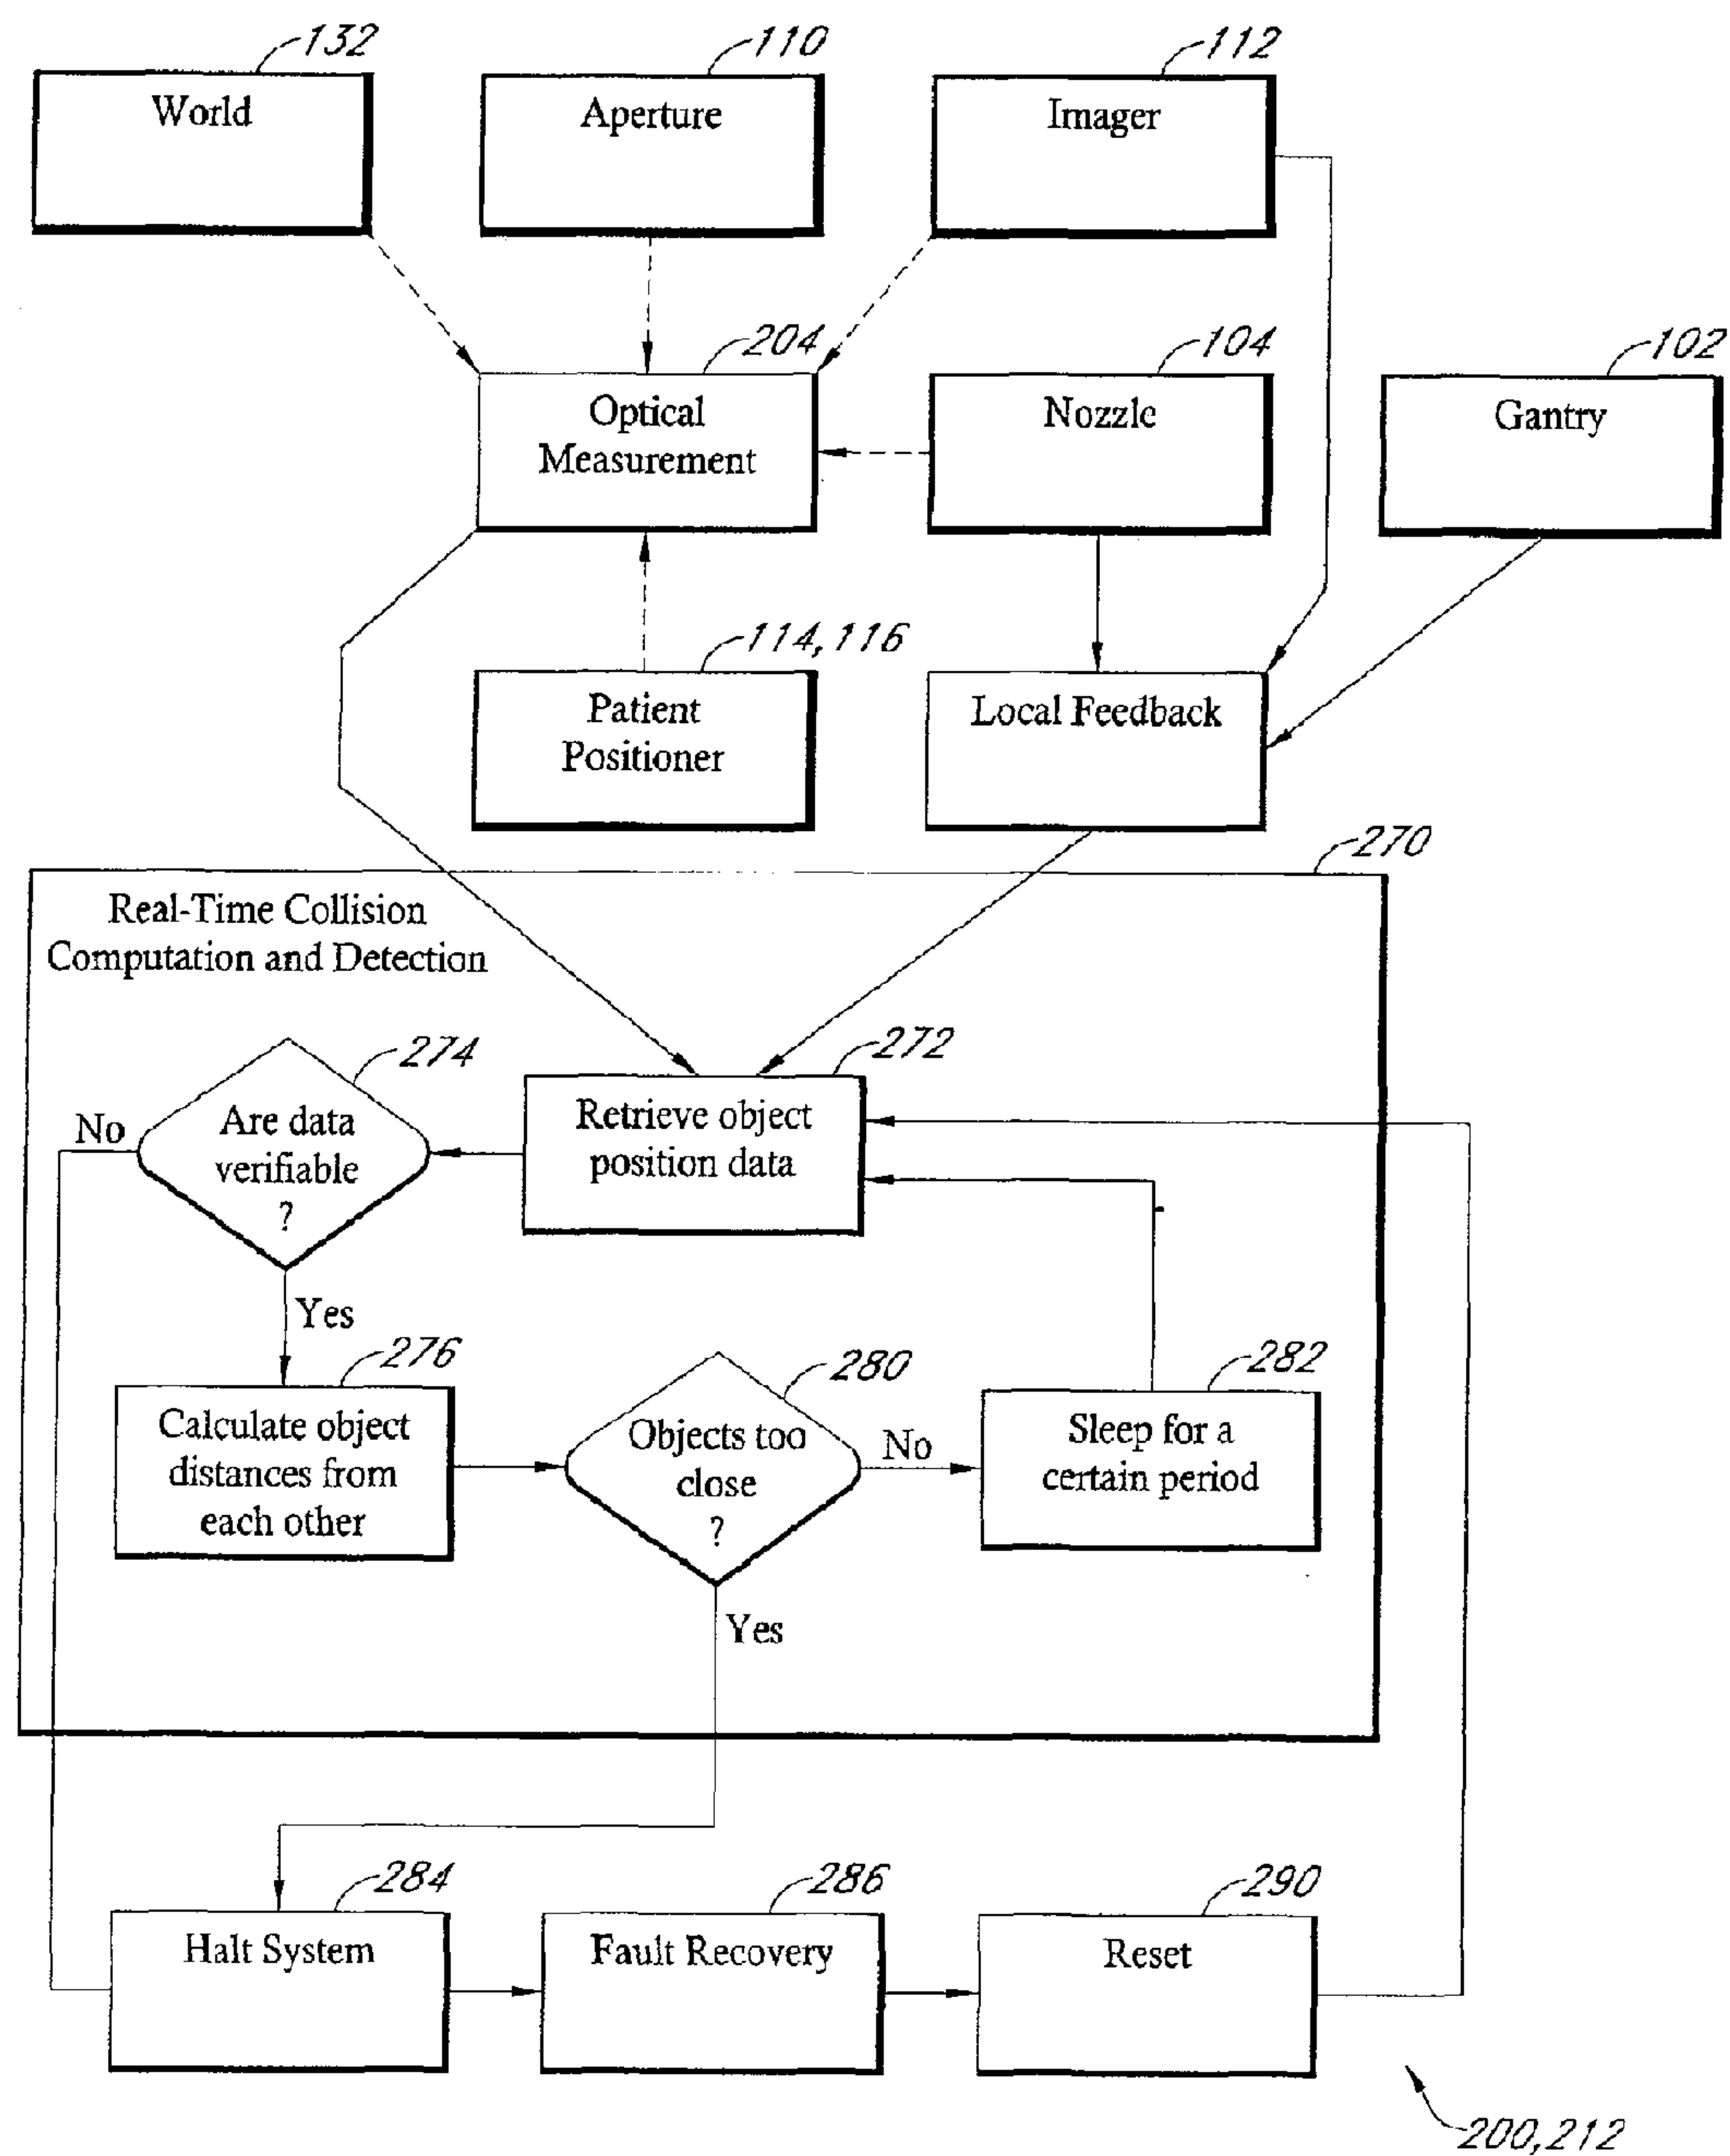 132
World
110
Aperture
112
Imager
204
Optical
Measurement
104
Nozzle
102
Gantry
114, 116
Patient
Positioner
Local Feedback
270
Real-Time Collision
Computation and Detection
274
Are data
verifiable
?
No
Yes
272
Retrieve object
position data
276
Calculate object
distances from
each other
280
Objects too
close
?
No
Yes
282
Sleep for a
certain period
284
Halt System
286
Fault Recovery
290
Reset
200, 212